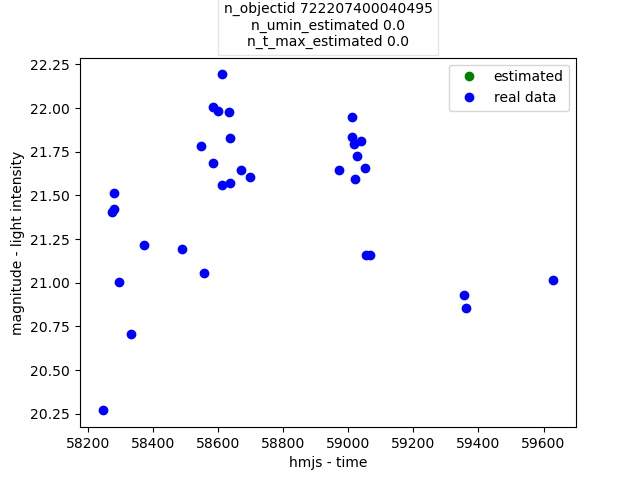 n_objectid 722207400040495
n_umin_estimated 0.0
n_t_max_estimated 0.0
estimated
real data
22.25
22.00
21.75
21.50
21.25
21.00
20.75
20.50
20.25
magnitude - light intensity
58200 58400 58600 58800 59000 59200 59400 59600
hmjs - time